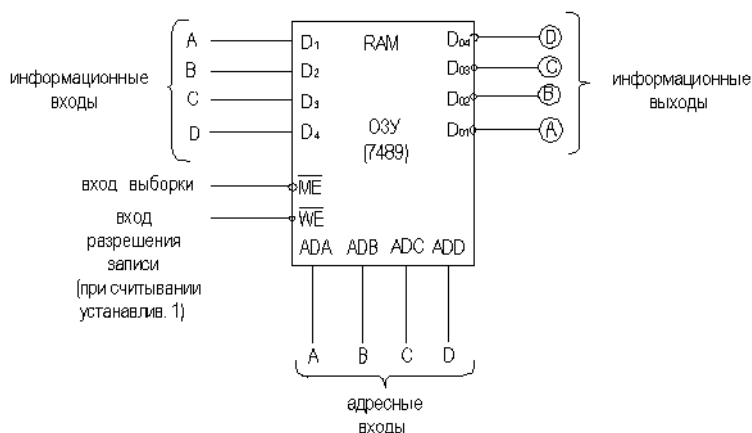 A D₁ RAM D₀₄ D
B D₂ D₀₃ C
информационные
входы
информационные
выходы
C D₃ D₀₂ B
D D₄ ОЗУ D₀₁ A
(7489)
вход выборки ME
вход
разрешения
записи
(при считывании
устанавлив. 1)
WE
ADA ADB ADC ADD
A B C D
адресные
входы